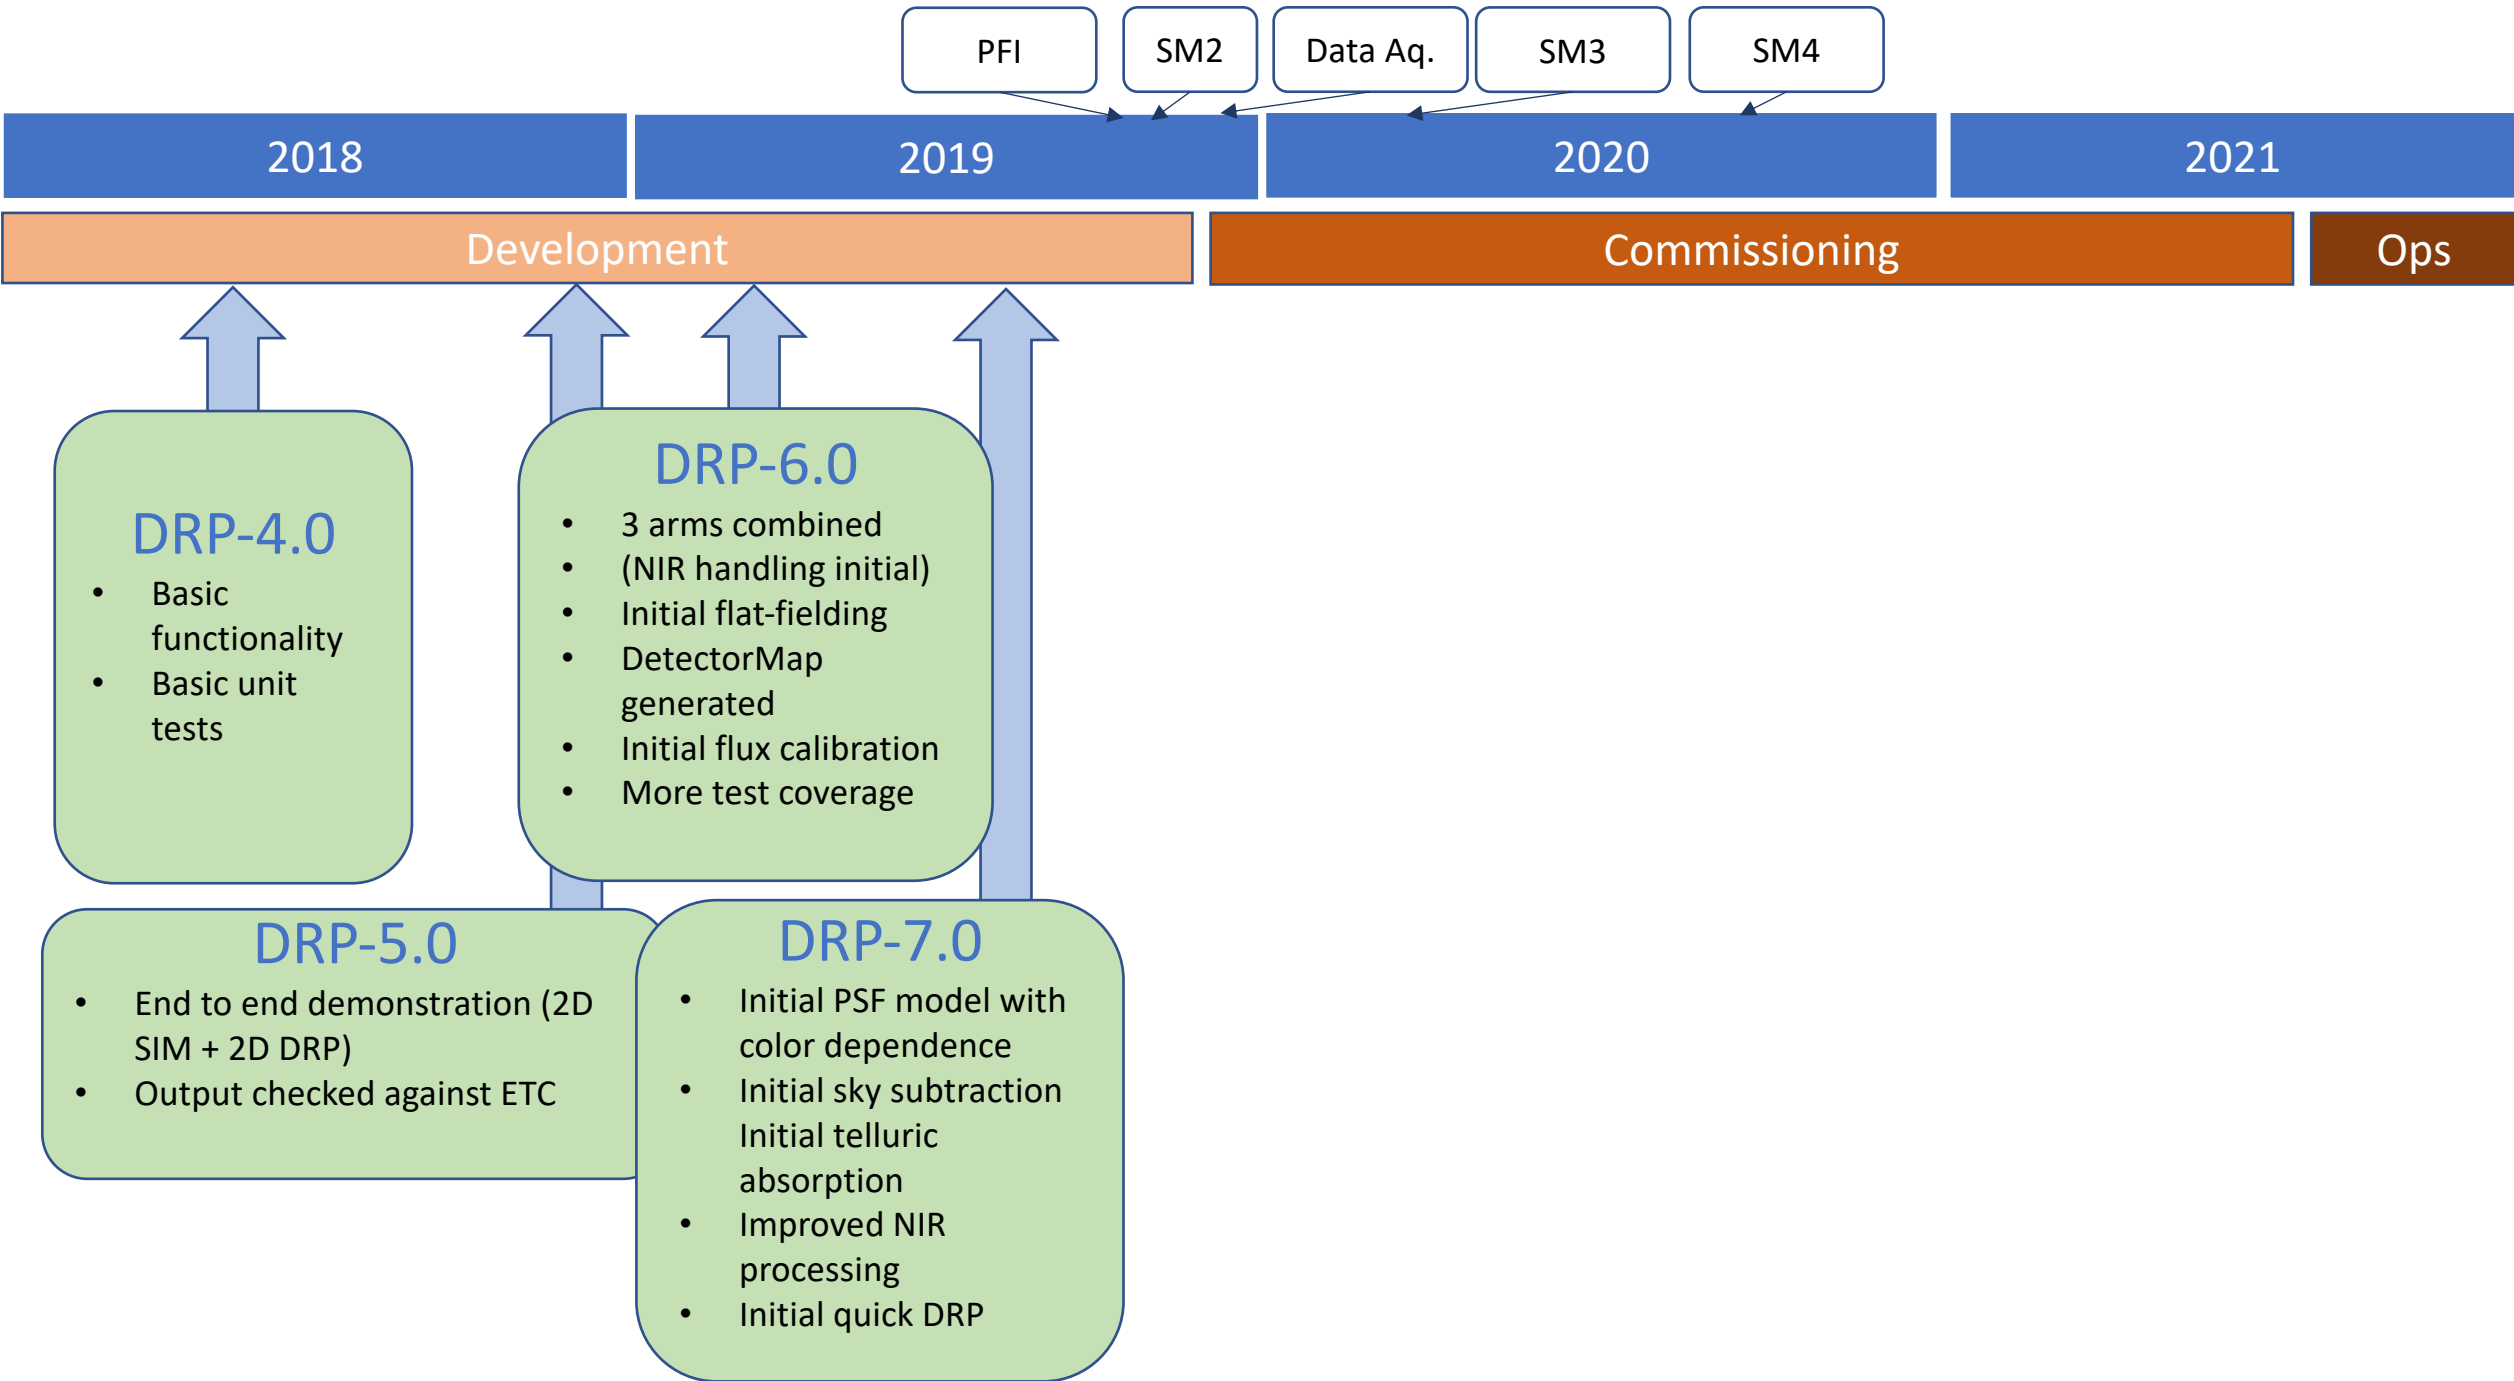 PFI
SM2
Data Aq.
SM3
SM4
2018
2019
2020
2021
Development
Commissioning
Ops
DRP-4.0
• Basic
functionality
• Basic unit
tests
DRP-6.0
• 3 arms combined
• (NIR handling initial)
• Initial flat-fielding
• DetectorMap
generated
• Initial flux calibration
• More test coverage
DRP-5.0
• End to end demonstration (2D
SIM + 2D DRP)
• Output checked against ETC
DRP-7.0
• Initial PSF model with
color dependence
• Initial sky subtraction
Initial telluric
absorption
• Improved NIR
processing
• Initial quick DRP